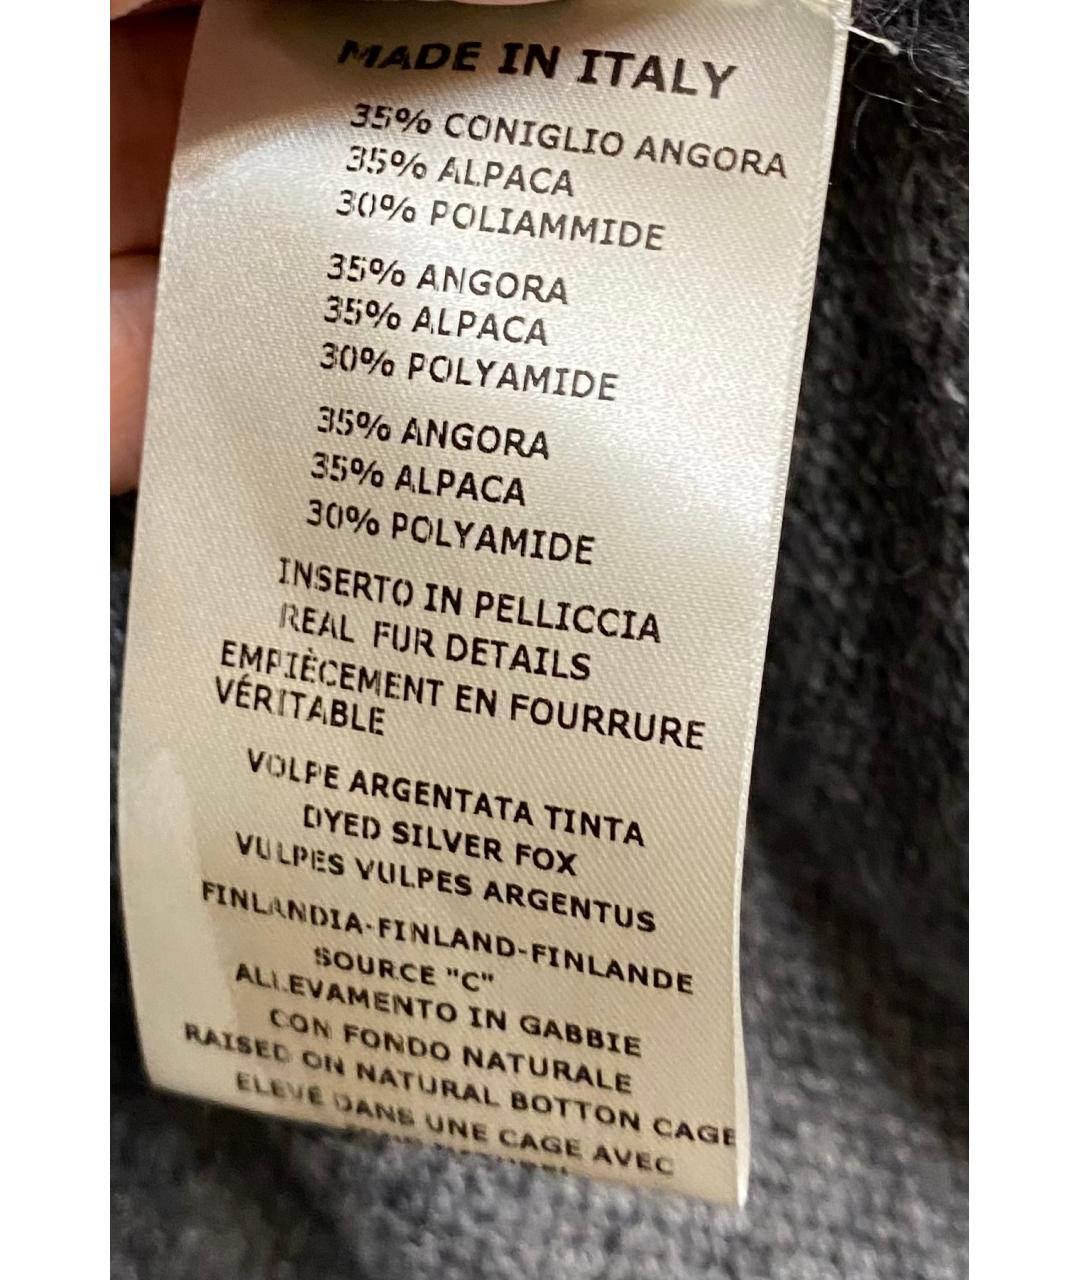 MADE IN ITALY
35% CONIGLIO ANGORA
35% ALPACA
30% POLIAMMIDE
35% ANGORA
35% ALPACA
30% POLYAMIDE
35% ANGORA
35% ALPACA
30% POLYAMIDE
INSERTO IN PELLICCIA
REAL FUR DETAILS
EMPIÈCEMENT EN FOURRURE
VÉRITABLE
VOLPE ARGENTATA TINTA
DYED SILVER FOX
VULPES VULPES ARGENTUS
FINLANDIA-FINLAND-FINLANDE
SOURCE "C"
ALLEVAMENTO IN GABBIE
CON FONDO NATURALE
RAISED ON NATURAL BOTTON CAGE
ELEVÉ DANS UNE CAGE AVEC